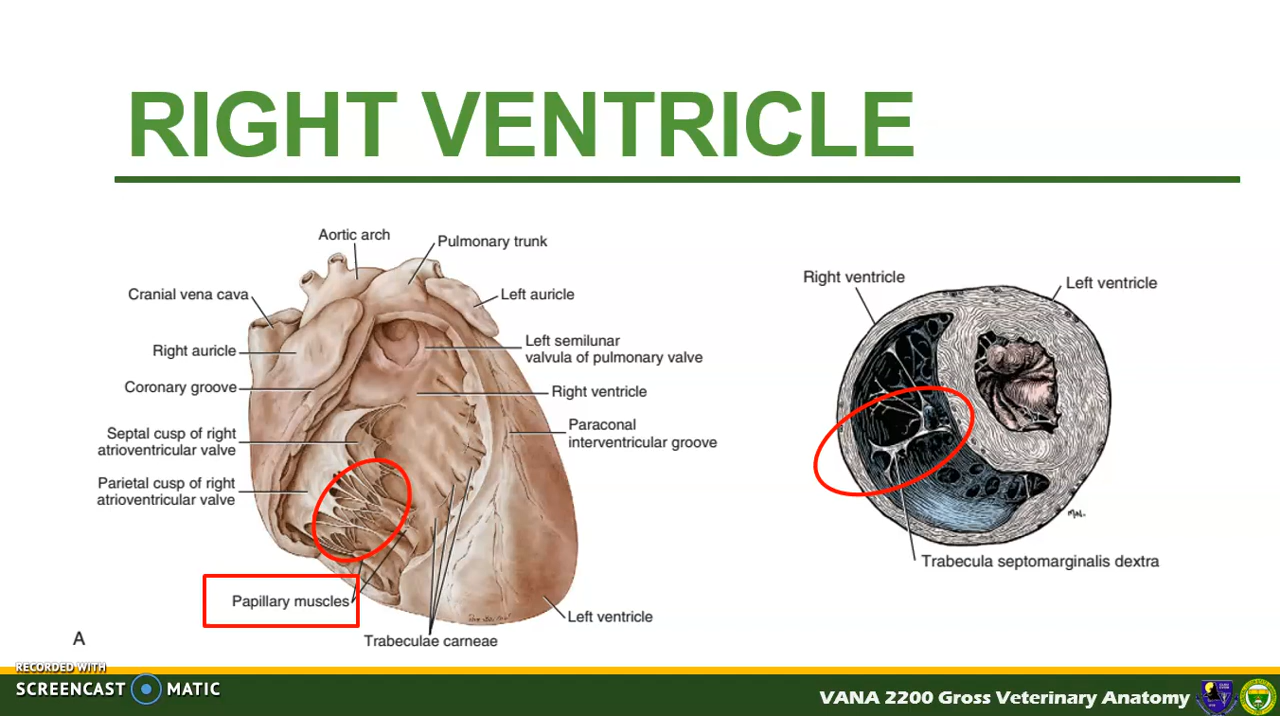 RIGHT VENTRICLE
Aortic arch
Pulmonary trunk
Cranial vena cava
Left auricle
Right auricle
Left semilunar
valvula of pulmonary valve
Coronary groove
Right ventricle
Septal cusp of right
atrioventricular valve
Paraconal
interventricular groove
Parietal cusp of right
atrioventricular valve
Papillary muscles
Left ventricle
Trabeculae carneae
A
Right ventricle
Left ventricle
Trabecula septomarginalis dextra
RECORDED WITH
SCREENCAST MATIC
VANA 2200 Gross Veterinary Anatomy